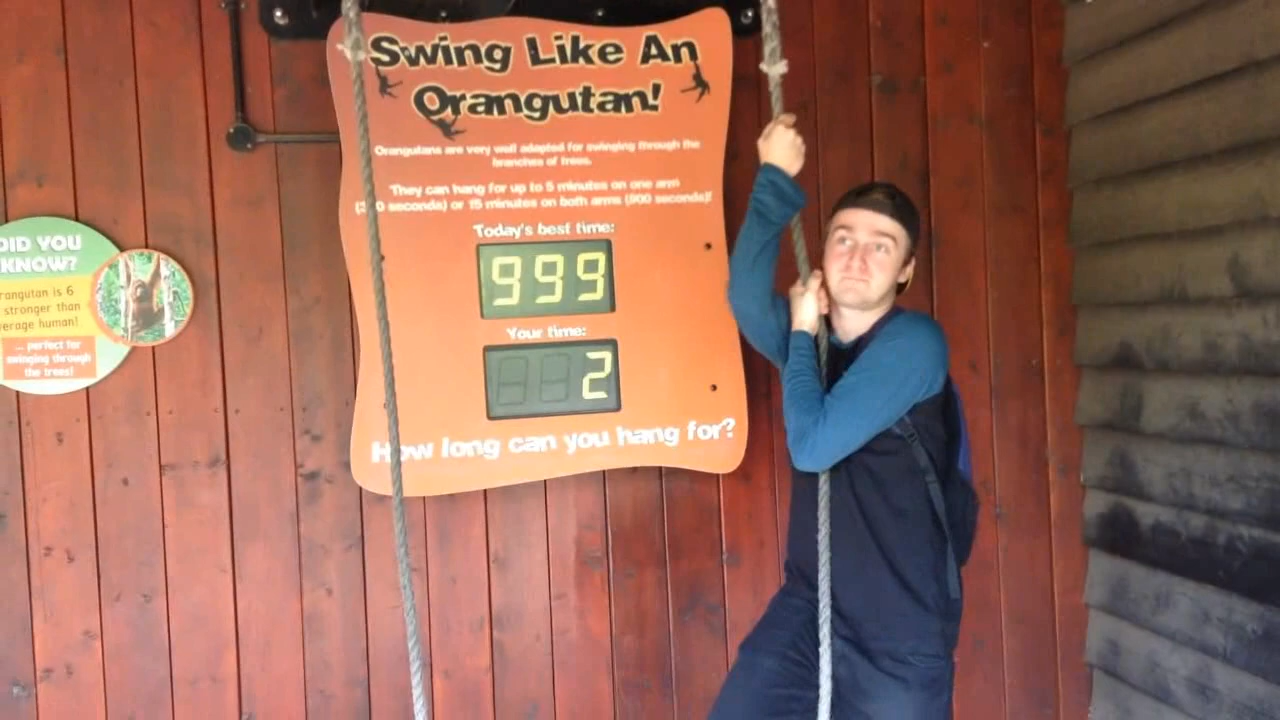 Swing Like An
Orangutan!
Orangutans are very well adapted for swinging through the
branches of trees.
They can hang for up to 5 minutes on one arm
seconds) or 15 minutes on both arms (900 seconds)!
Today's best time:
999
Your time:
2
How long can you hang for?
DID YOU
KNOW?
rangutan is 6
stronger than
verage human!
... perfect for
swinging through
the trees!